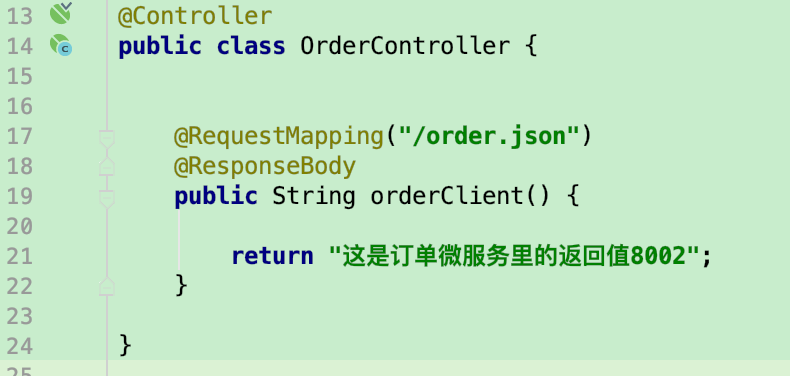 13 @Controller
14 public class OrderController {
15
16
17 @RequestMapping("/order.json")
18 @ResponseBody
19 public String orderClient() {
20
21 return "这是订单微服务里的返回值8002";
22 }
23
24 }
25